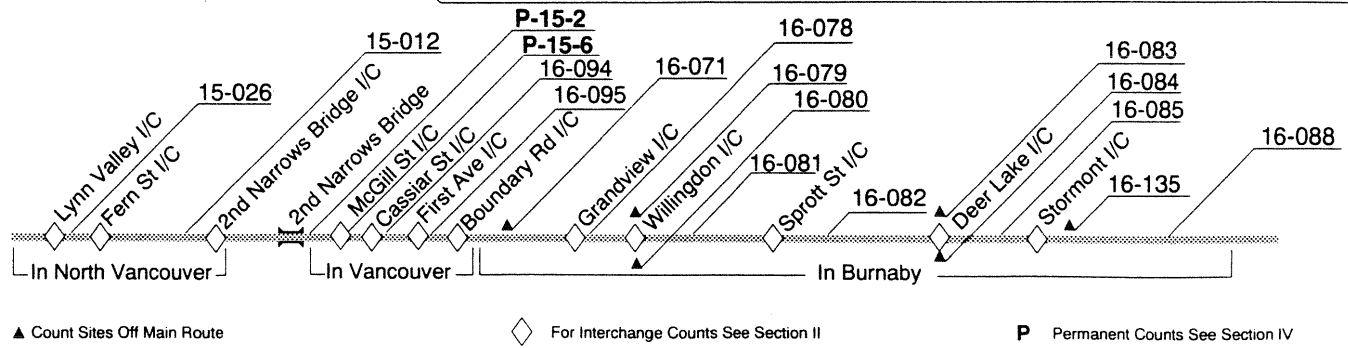 P-15-2
P-15-6
15-012
16-078
16-083
16-094
16-071
16-079
16-084
15-026
16-095
16-080
16-085
16-081
16-088
16-082
16-135
Lynn Valley I/C
Fern St I/C
2nd Narrows Bridge I/C
2nd Narrows Bridge
McGill St I/C
Cassiar St I/C
First Ave I/C
Boundary Rd I/C
Grandview I/C
Willingdon I/C
Sprott St I/C
Deer Lake I/C
Stormont I/C
In North Vancouver
In Vancouver
In Burnaby
▲ Count Sites Off Main Route
For Interchange Counts See Section II
P Permanent Counts See Section IV